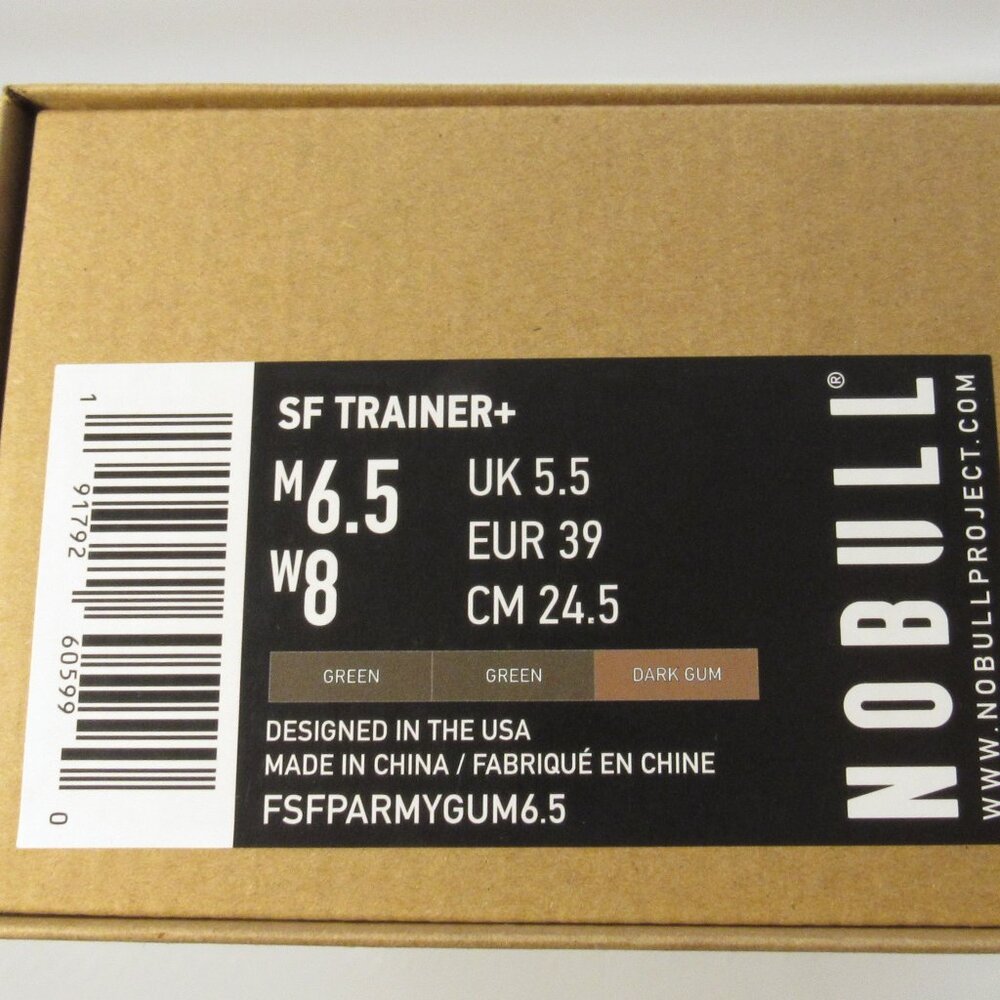 1 91792 60599 0
SF TRAINER+
M6.5
W8
UK 5.5
EUR 39
CM 24.5
GREEN GREEN DARK GUM
DESIGNED IN THE USA
MADE IN CHINA / FABRIQUÉ EN CHINE
FSFPARMYGUM6.5
NOBULL®
WWW.NOBULLPROJECT.COM